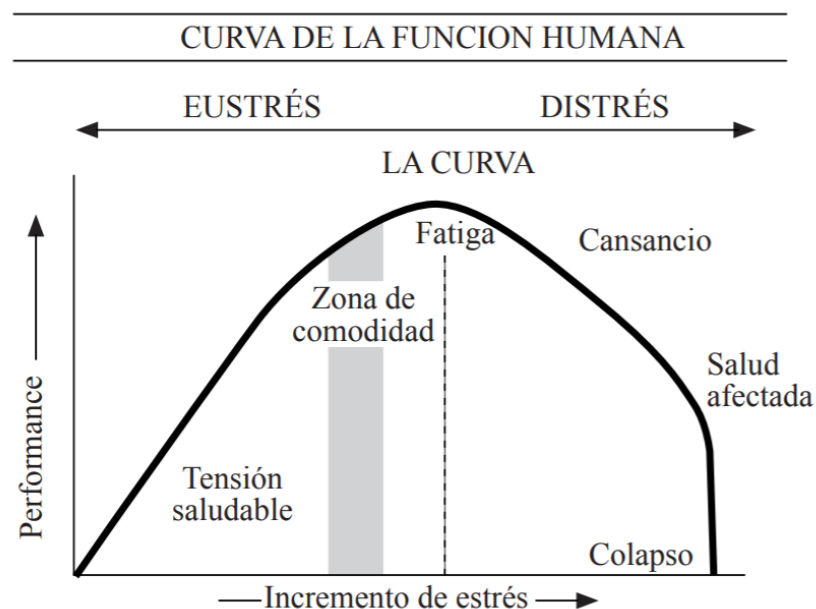 CURVA DE LA FUNCION HUMANA
EUSTRÉS
DISTRÉS
LA CURVA
Fatiga
Cansancio
Zona de
comodidad
Salud
afectada
Performance
Tensión
saludable
Colapso
Incremento de estrés